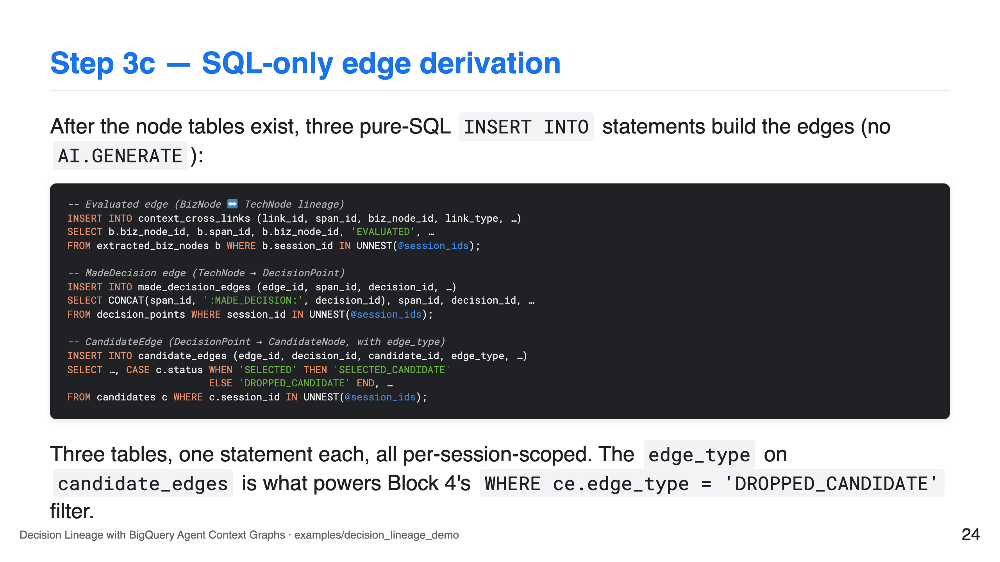 Step 3c — SQL-only edge derivation
After the node tables exist, three pure-SQL INSERT INTO statements build the edges (no
AI.GENERATE ):
-- Evaluated edge (BizNode ↔️ TechNode lineage)
INSERT INTO context_cross_links (link_id, span_id, biz_node_id, link_type, …)
SELECT b.biz_node_id, b.span_id, b.biz_node_id, 'EVALUATED', …
FROM extracted_biz_nodes b WHERE b.session_id IN UNNEST(@session_ids);
-- MadeDecision edge (TechNode → DecisionPoint)
INSERT INTO made_decision_edges (edge_id, span_id, decision_id, …)
SELECT CONCAT(span_id, ':MADE_DECISION:', decision_id), span_id, decision_id, …
FROM decision_points WHERE session_id IN UNNEST(@session_ids);
-- CandidateEdge (DecisionPoint → CandidateNode, with edge_type)
INSERT INTO candidate_edges (edge_id, decision_id, candidate_id, edge_type, …)
SELECT …, CASE c.status WHEN 'SELECTED' THEN 'SELECTED_CANDIDATE'
ELSE 'DROPPED_CANDIDATE' END, …
FROM candidates c WHERE c.session_id IN UNNEST(@session_ids);
Three tables, one statement each, all per-session-scoped. The edge_type on
candidate_edges is what powers Block 4's WHERE ce.edge_type = 'DROPPED_CANDIDATE'
filter.
Decision Lineage with BigQuery Agent Context Graphs · examples/decision_lineage_demo
24